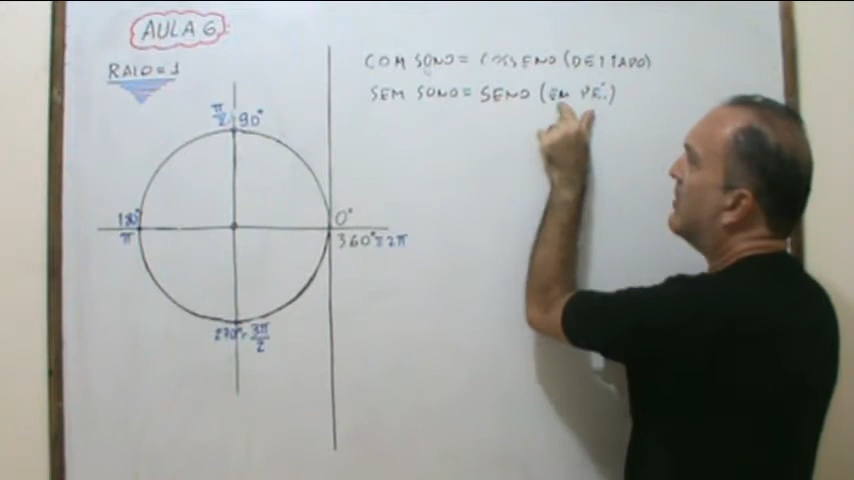 AULA 6
RAIO = 1
COM SONO = COSSENO (DEITADO)
SEM SONO = SENO (EM PÉ.)
π/2 90°
180°
π
0°
360° = 2π
270° = 3π/2